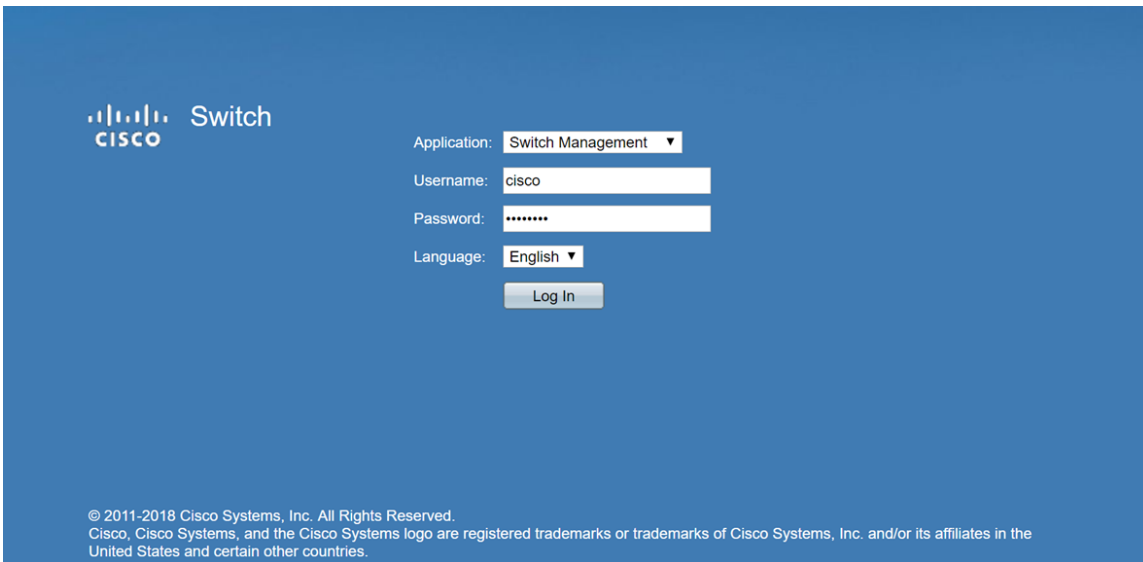 CISCO Switch
Application: Switch Management
Username: cisco
Password: ••••••••
Language: English
Log In
© 2011-2018 Cisco Systems, Inc. All Rights Reserved.
Cisco, Cisco Systems, and the Cisco Systems logo are registered trademarks or trademarks of Cisco Systems, Inc. and/or its affiliates in the
United States and certain other countries.